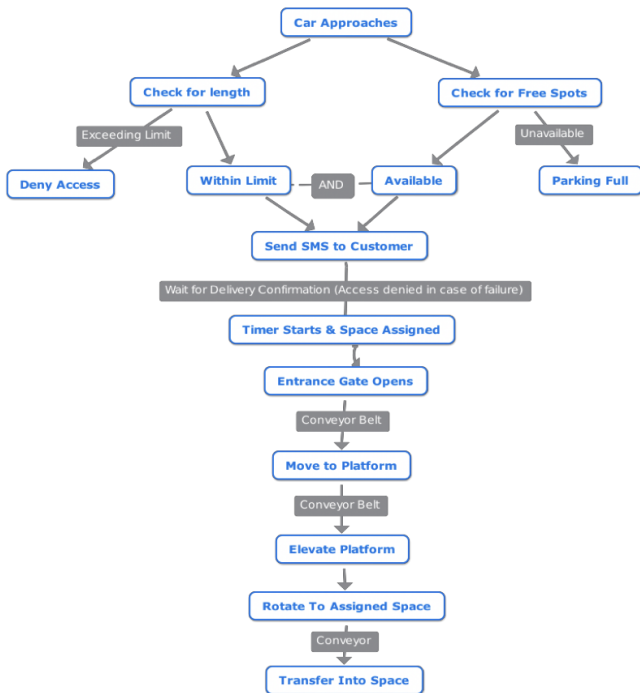 Car Approaches
Check for length
Check for Free Spots
Exceeding Limit
Unavailable
Deny Access
Within Limit
AND
Available
Parking Full
Send SMS to Customer
Wait for Delivery Confirmation (Access denied in case of failure)
Timer Starts & Space Assigned
Entrance Gate Opens
Conveyor Belt
Move to Platform
Conveyor Belt
Elevate Platform
Rotate To Assigned Space
Conveyor
Transfer Into Space